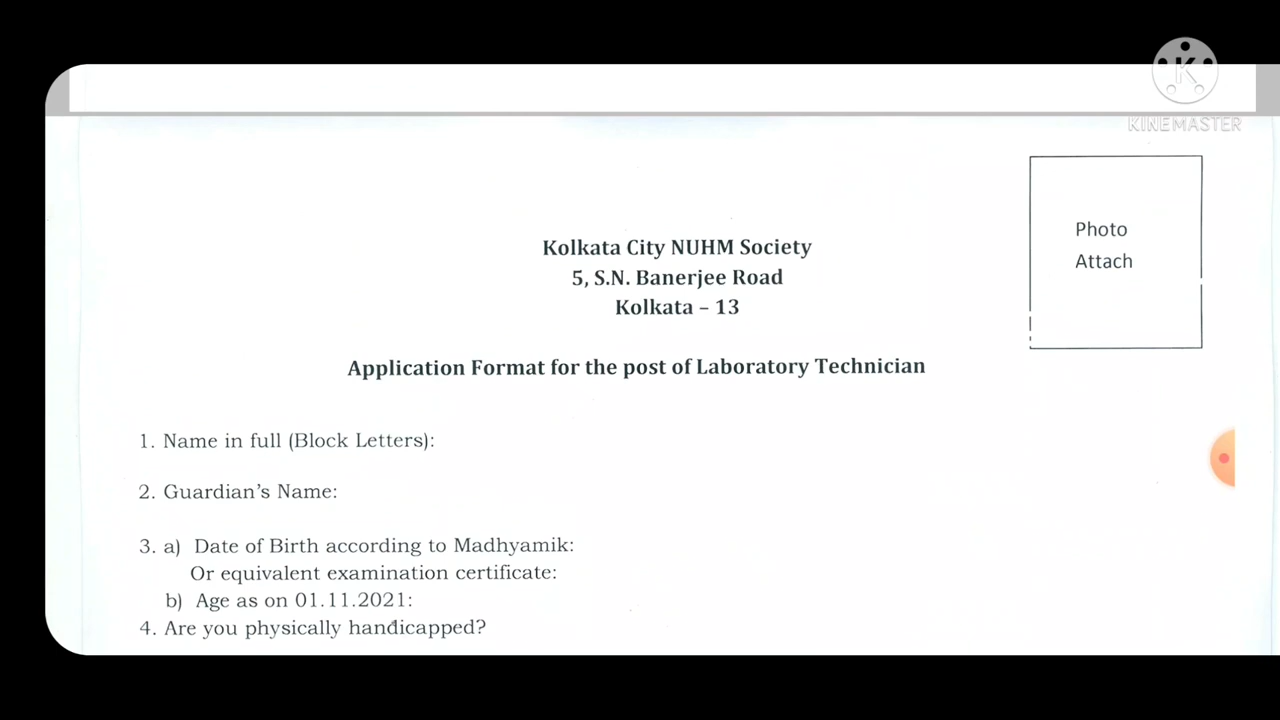 K
KINEMASTER
Photo
Attach
Kolkata City NUHM Society
5, S.N. Banerjee Road
Kolkata – 13
Application Format for the post of Laboratory Technician
1. Name in full (Block Letters):
2. Guardian’s Name:
3. a) Date of Birth according to Madhyamik:
Or equivalent examination certificate:
b) Age as on 01.11.2021:
4. Are you physically handicapped?